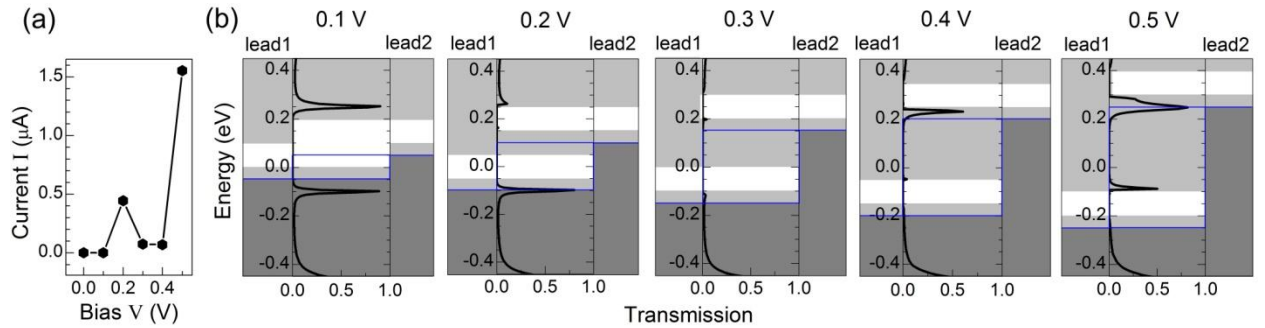 (a)
Current I (μA)
1.5
1.0
0.5
0.0
0.0 0.2 0.4
Bias V (V)
(b)
Energy (eV)
0.1 V
lead1 lead2
0.4
0.2
0.0
-0.2
-0.4
0.0 0.5 1.0
0.2 V
lead1 lead2
0.4
0.2
0.0
-0.2
-0.4
0.0 0.5 1.0
0.3 V
lead1 lead2
0.4
0.2
0.0
-0.2
-0.4
0.0 0.5 1.0
0.4 V
lead1 lead2
0.4
0.2
0.0
-0.2
-0.4
0.0 0.5 1.0
0.5 V
lead1 lead2
0.4
0.2
0.0
-0.2
-0.4
0.0 0.5 1.0
Transmission